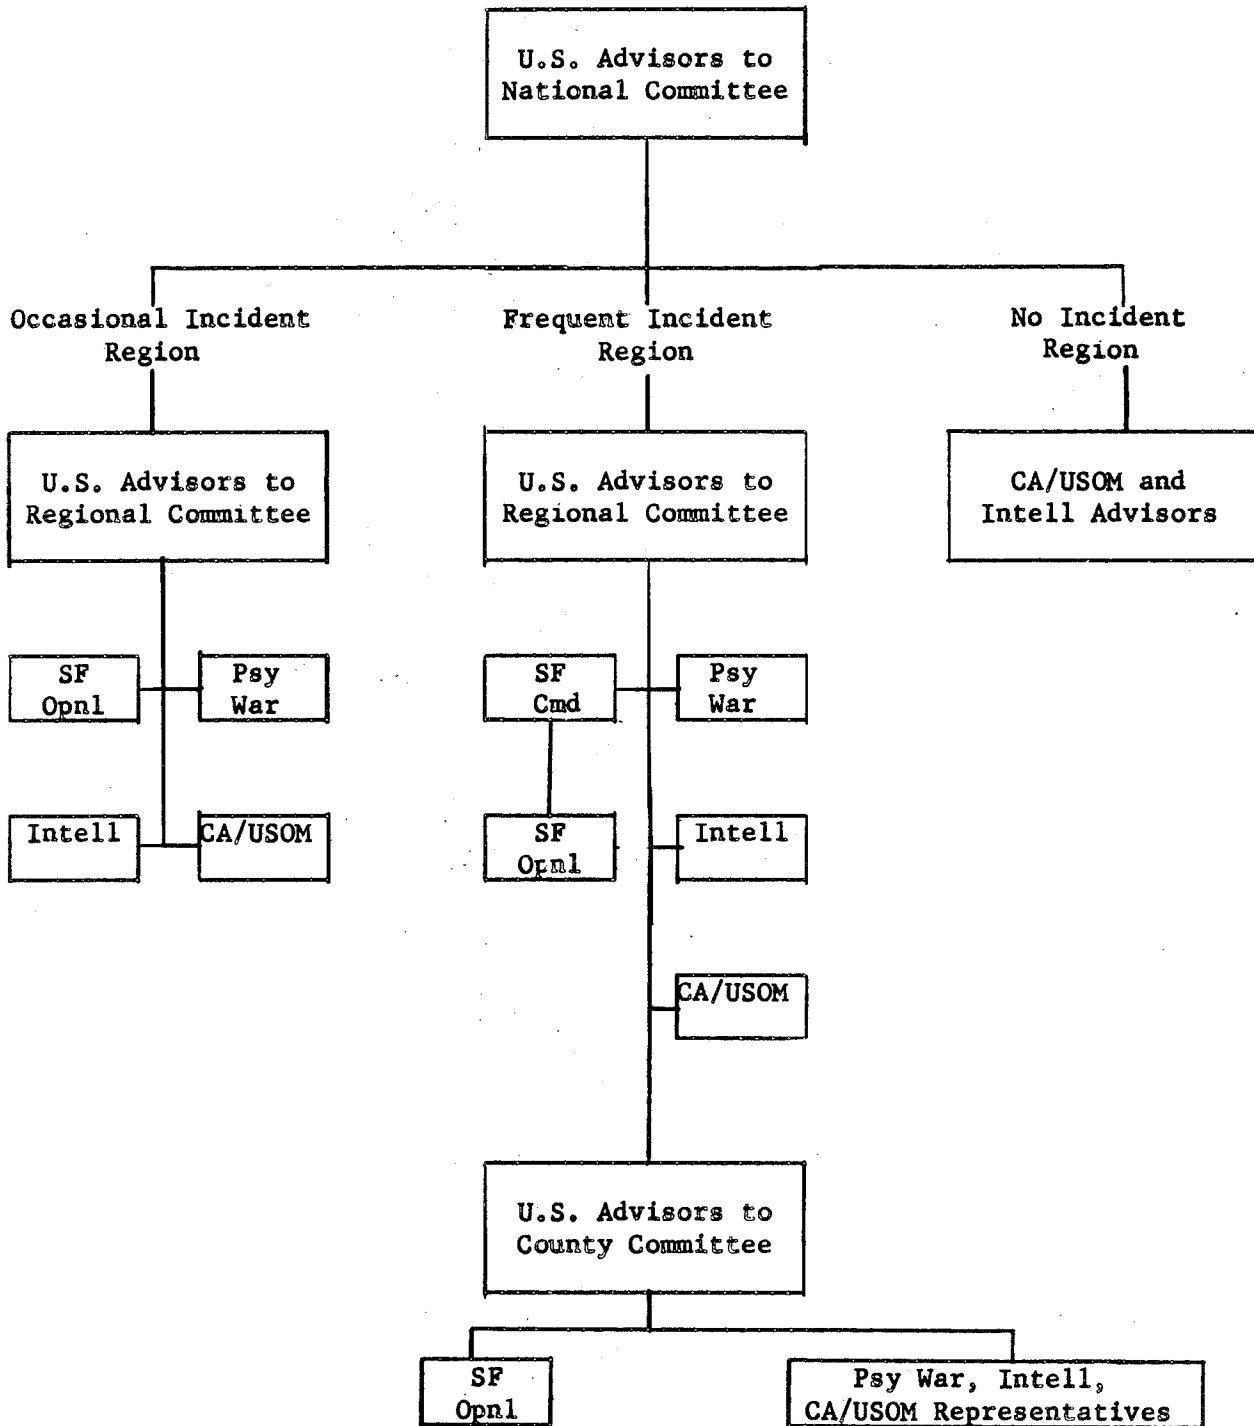 U.S. Advisors to
National Committee
Occasional Incident
Region
Frequent Incident
Region
No Incident
Region
U.S. Advisors to
Regional Committee
U.S. Advisors to
Regional Committee
CA/USOM and
Intell Advisors
SF
Opnl
Psy
War
SF
Cmd
Psy
War
Intell
CA/USOM
SF
Opnl
Intell
CA/USOM
U.S. Advisors to
County Committee
SF
Opnl
Psy War, Intell,
CA/USOM Representatives